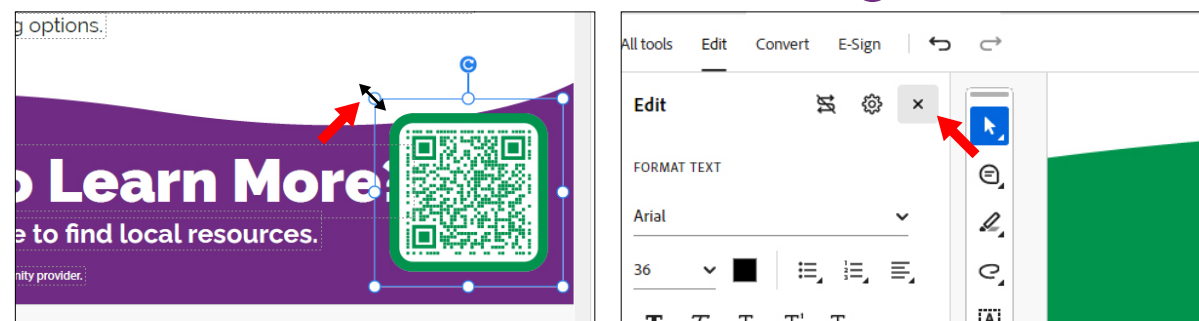 g options.
o Learn More?
e to find local resources.
nity provider.
All tools Edit Convert E-Sign
Edit
FORMAT TEXT
Arial
36